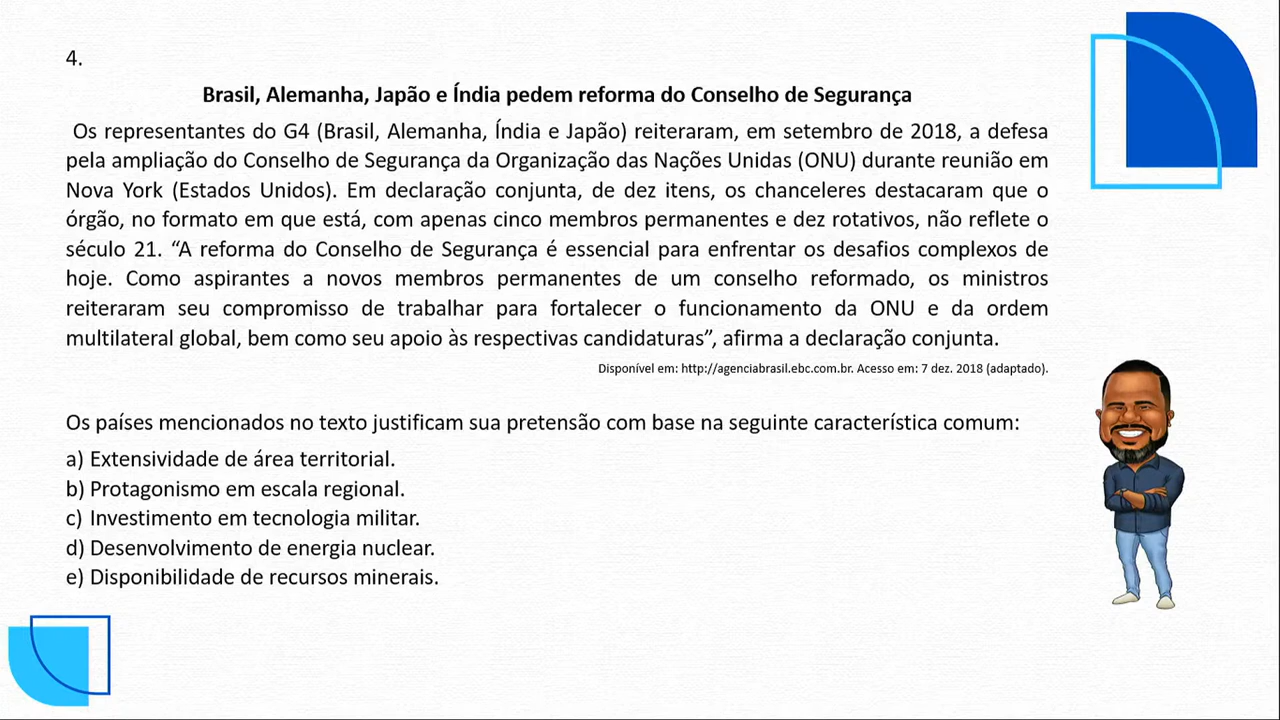 4.
Brasil, Alemanha, Japão e Índia pedem reforma do Conselho de Segurança
Os representantes do G4 (Brasil, Alemanha, Índia e Japão) reiteraram, em setembro de 2018, a defesa
pela ampliação do Conselho de Segurança da Organização das Nações Unidas (ONU) durante reunião em
Nova York (Estados Unidos). Em declaração conjunta, de dez itens, os chanceleres destacaram que o
órgão, no formato em que está, com apenas cinco membros permanentes e dez rotativos, não reflete o
século 21. “A reforma do Conselho de Segurança é essencial para enfrentar os desafios complexos de
hoje. Como aspirantes a novos membros permanentes de um conselho reformado, os ministros
reiteraram seu compromisso de trabalhar para fortalecer o funcionamento da ONU e da ordem
multilateral global, bem como seu apoio às respectivas candidaturas”, afirma a declaração conjunta.
Disponível em: http://agenciabrasil.ebc.com.br. Acesso em: 7 dez. 2018 (adaptado).
Os países mencionados no texto justificam sua pretensão com base na seguinte característica comum:
a) Extensividade de área territorial.
b) Protagonismo em escala regional.
c) Investimento em tecnologia militar.
d) Desenvolvimento de energia nuclear.
e) Disponibilidade de recursos minerais.